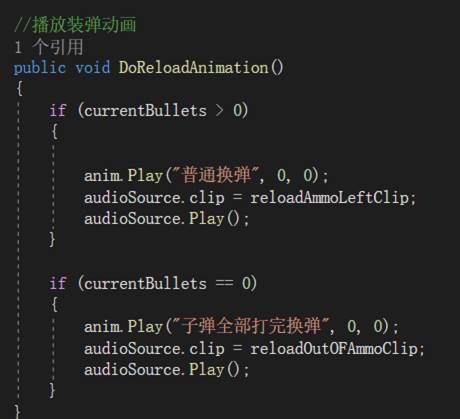 //播放装弹动画
1 个引用
public void DoReloadAnimation()
{
if (currentBullets > 0)
{
anim.Play("普通换弹", 0, 0);
audioSource.clip = reloadAmmoLeftClip;
audioSource.Play();
}
if (currentBullets == 0)
{
anim.Play("子弹全部打完换弹", 0, 0);
audioSource.clip = reloadOutOFAmmoClip;
audioSource.Play();
}
}